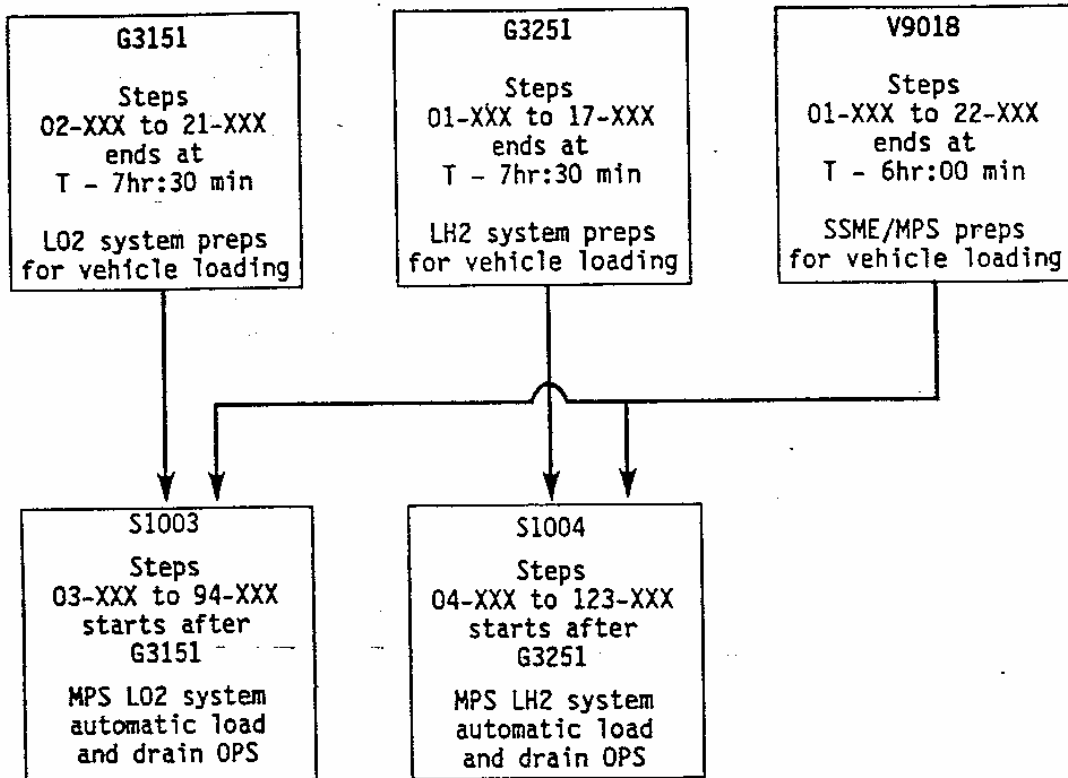 G3151
Steps
02-XXX to 21-XXX
ends at
T - 7hr:30 min
LO2 system preps
for vehicle loading
G3251
Steps
01-XXX to 17-XXX
ends at
T - 7hr:30 min
LH2 system preps
for vehicle loading
V9018
Steps
01-XXX to 22-XXX
ends at
T - 6hr:00 min
SSME/MPS preps
for vehicle loading
S1003
Steps
03-XXX to 94-XXX
starts after
G3151
MPS LO2 system
automatic load
and drain OPS
S1004
Steps
04-XXX to 123-XXX
starts after
G3251
MPS LH2 system
automatic load
and drain OPS